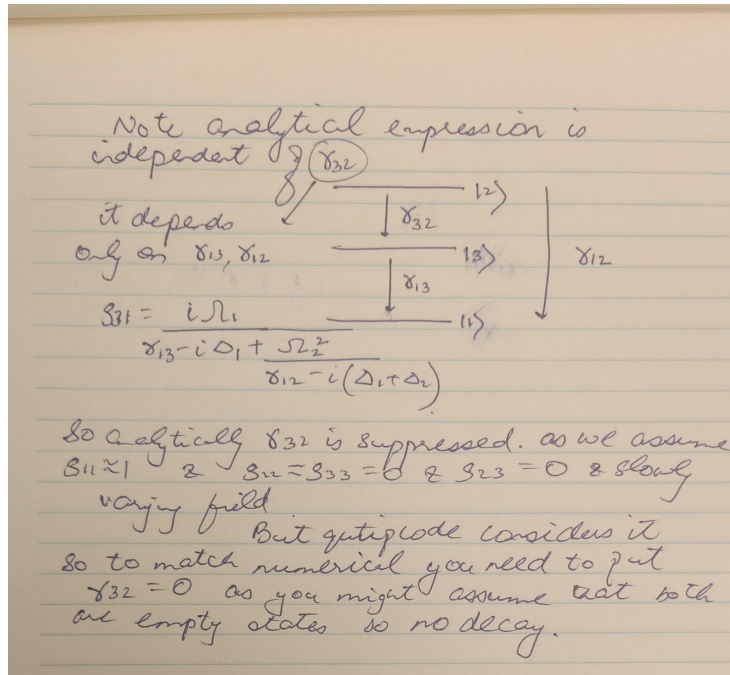 Note analytical expression is
independent of γ32
|2>
it depends
γ32
only on γ13, γ12
|3>
γ12
γ13
|1>
ρ31 = iΩ1
γ13 - iΔ1 + Ω2²
γ12 - i(Δ1+Δ2)
So analytically γ32 is suppressed. as we assume
ρ11≈1 & ρ22≈ρ33=0 & ρ23=0 & slowly
varying field
But qutip code considers it
So to match numerical you need to put
γ32=0 as you might assume that both
are empty states so no decay.